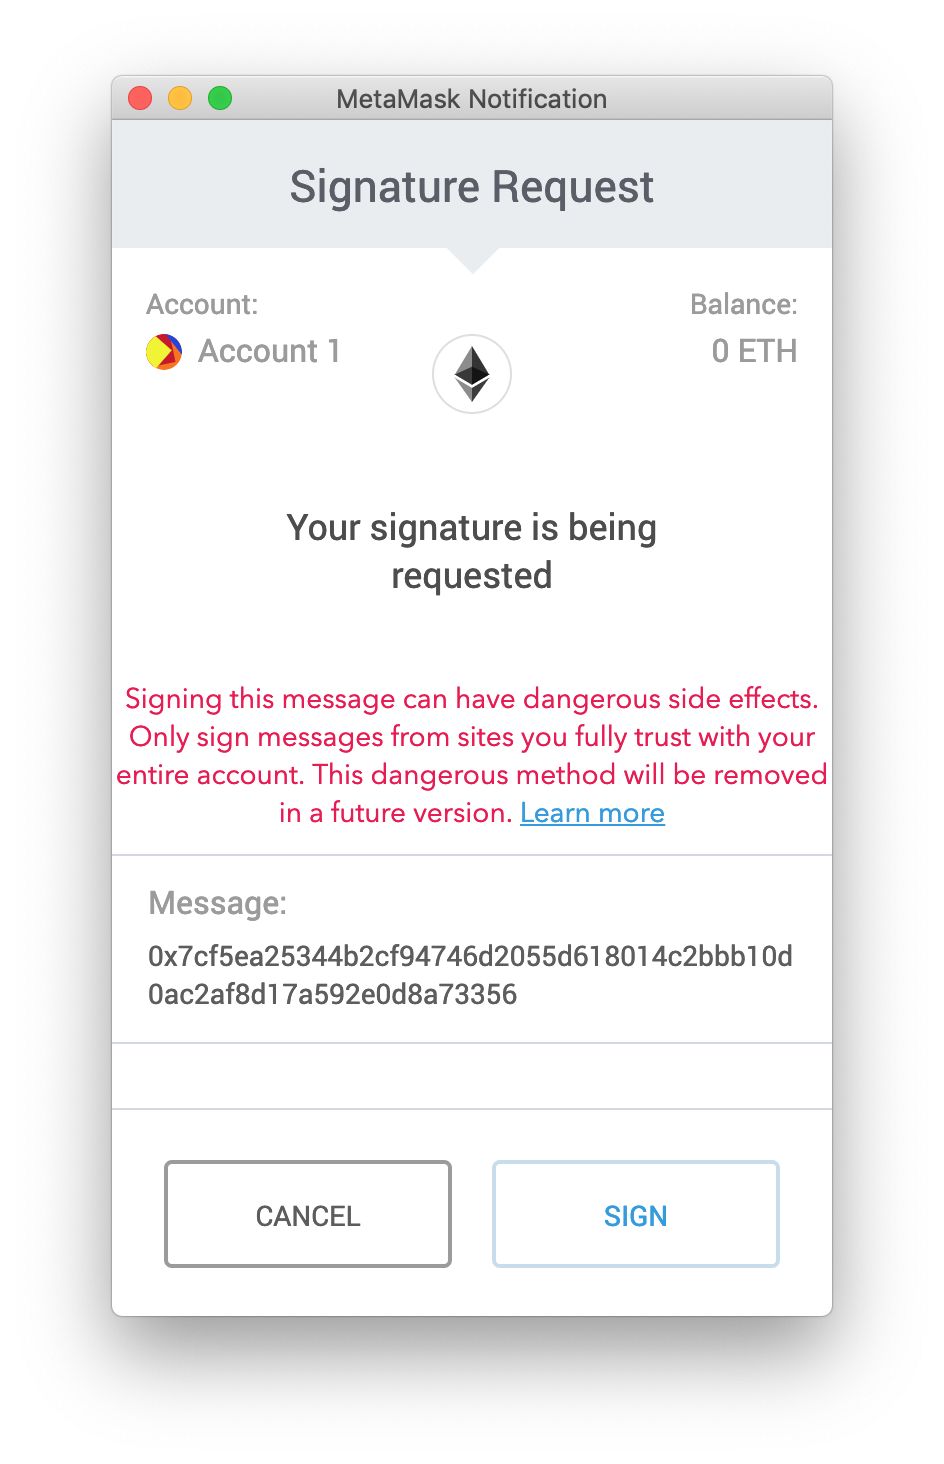 MetaMask Notification
Signature Request
Account:
Balance:
Account 1
0 ETH
Your signature is being
requested
Signing this message can have dangerous side effects.
Only sign messages from sites you fully trust with your
entire account. This dangerous method will be removed
in a future version. Learn more
Message:
0x7cf5ea25344b2cf94746d2055d618014c2bbb10d
0ac2af8d17a592e0d8a73356
CANCEL
SIGN